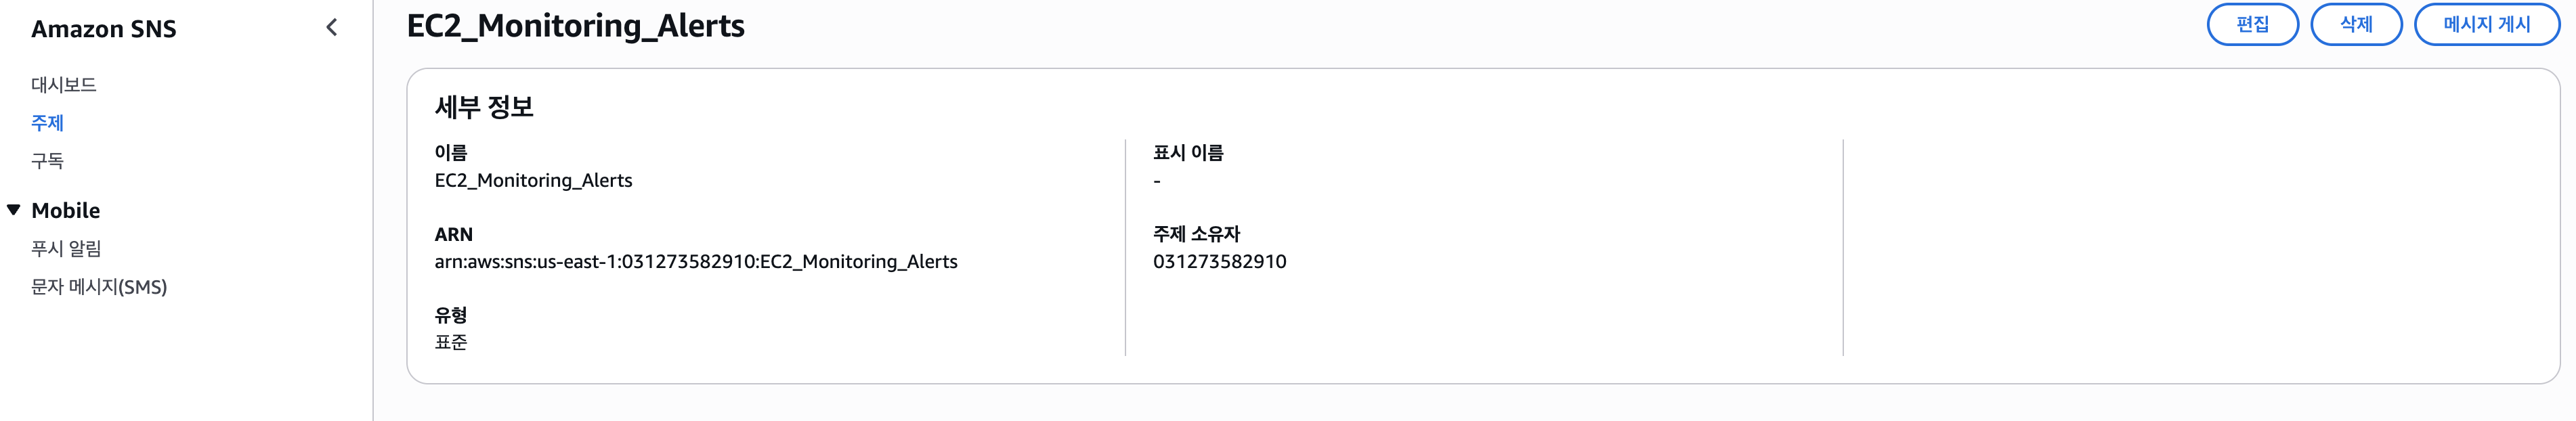 Amazon SNS
대시보드
주제
구독
Mobile
푸시 알림
문자 메시지(SMS)
EC2_Monitoring_Alerts
편집
삭제
메시지 게시
세부 정보
이름
EC2_Monitoring_Alerts
ARN
arn:aws:sns:us-east-1:031273582910:EC2_Monitoring_Alerts
유형
표준
표시 이름
-
주제 소유자
031273582910